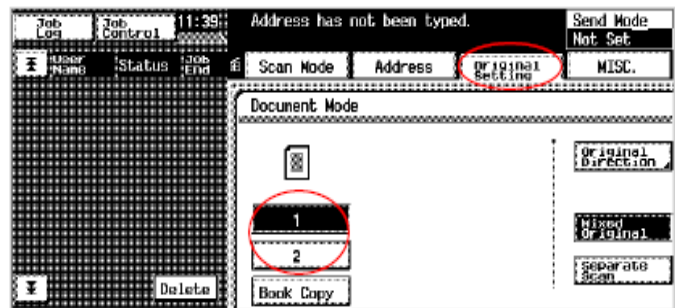 Job Log
Job Control
11:39
Address has not been typed.
Send Mode
Not Set
User Name
Status
Job End
Scan Mode
Address
Original Setting
MISC.
Document Mode
Original Direction
1
2
Mixed Original
Separate Scan
Delete
Book Copy